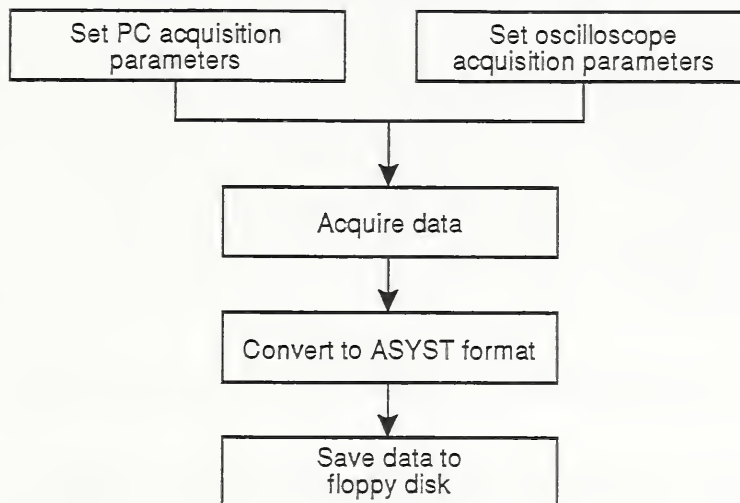 Set PC acquisition
parameters
Set oscilloscope
acquisition parameters
Acquire data
Convert to ASYST format
Save data to
floppy disk